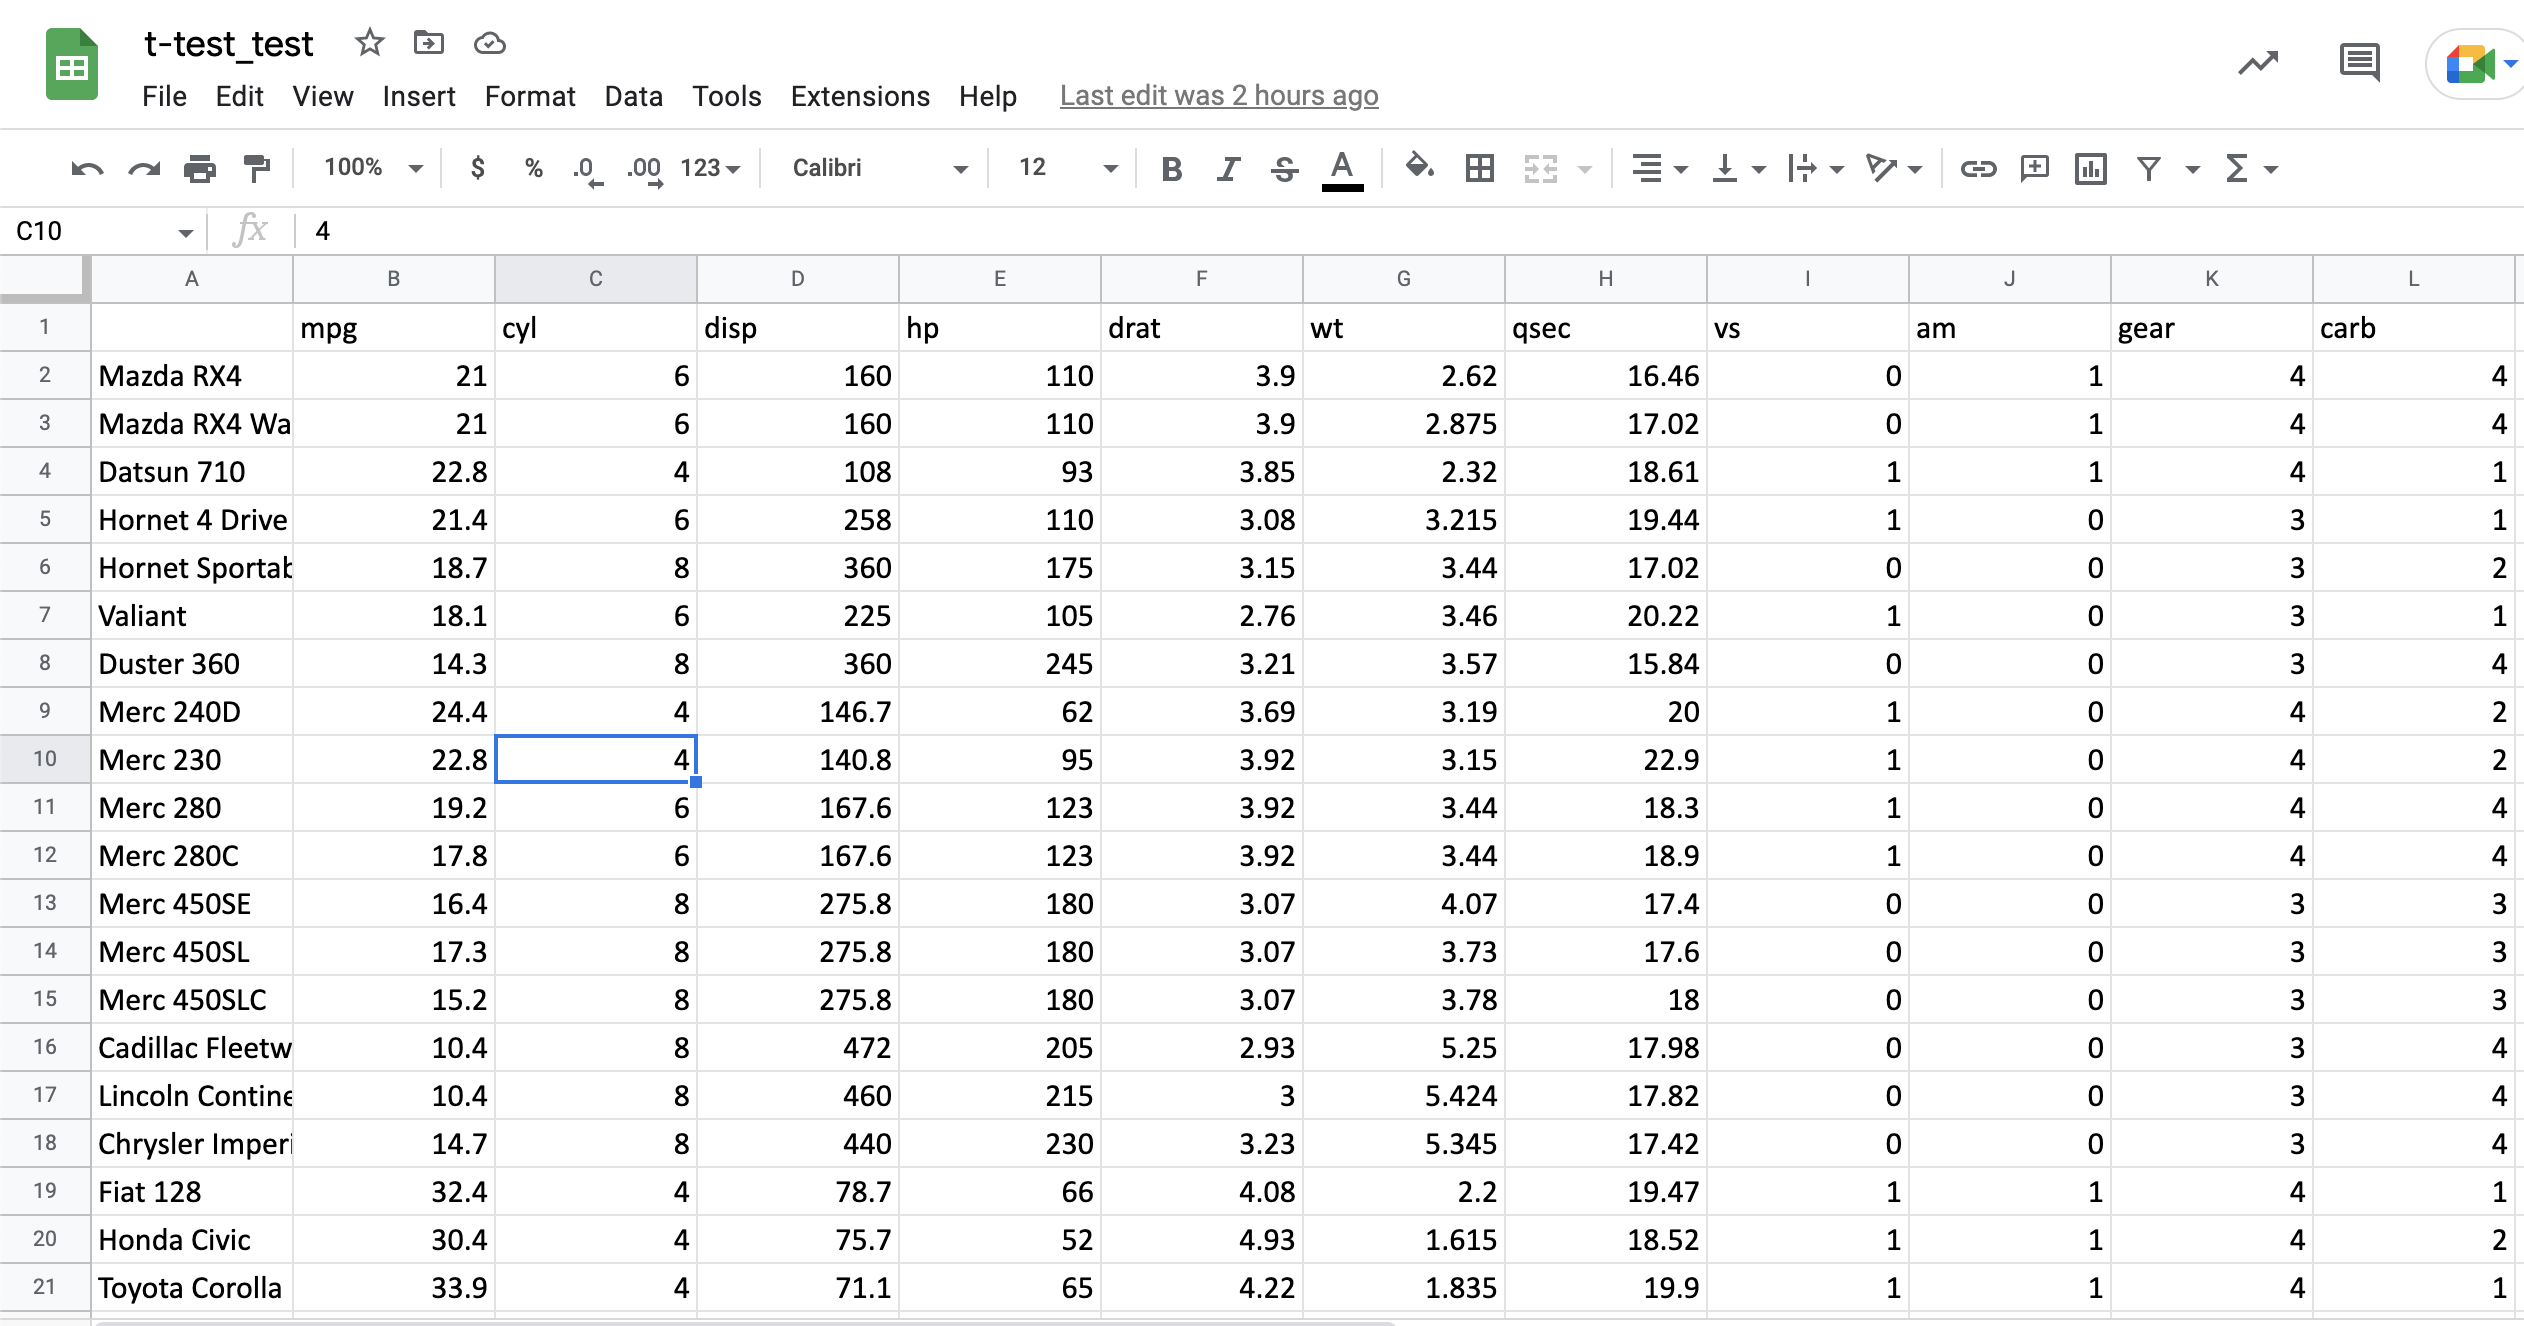 t-test_test
File Edit View Insert Format Data Tools Extensions Help Last edit was 2 hours ago
100% $ % .0 .00 123 Calibri 12 B I S A
C10 fx 4
A B C D E F G H I J K L
1 mpg cyl disp hp drat wt qsec vs am gear carb
2 Mazda RX4 21 6 160 110 3.9 2.62 16.46 0 1 4 4
3 Mazda RX4 Wa 21 6 160 110 3.9 2.875 17.02 0 1 4 4
4 Datsun 710 22.8 4 108 93 3.85 2.32 18.61 1 1 4 1
5 Hornet 4 Drive 21.4 6 258 110 3.08 3.215 19.44 1 0 3 1
6 Hornet Sportab 18.7 8 360 175 3.15 3.44 17.02 0 0 3 2
7 Valiant 18.1 6 225 105 2.76 3.46 20.22 1 0 3 1
8 Duster 360 14.3 8 360 245 3.21 3.57 15.84 0 0 3 4
9 Merc 240D 24.4 4 146.7 62 3.69 3.19 20 1 0 4 2
10 Merc 230 22.8 4 140.8 95 3.92 3.15 22.9 1 0 4 2
11 Merc 280 19.2 6 167.6 123 3.92 3.44 18.3 1 0 4 4
12 Merc 280C 17.8 6 167.6 123 3.92 3.44 18.9 1 0 4 4
13 Merc 450SE 16.4 8 275.8 180 3.07 4.07 17.4 0 0 3 3
14 Merc 450SL 17.3 8 275.8 180 3.07 3.73 17.6 0 0 3 3
15 Merc 450SLC 15.2 8 275.8 180 3.07 3.78 18 0 0 3 3
16 Cadillac Fleetw 10.4 8 472 205 2.93 5.25 17.98 0 0 3 4
17 Lincoln Contine 10.4 8 460 215 3 5.424 17.82 0 0 3 4
18 Chrysler Imperi 14.7 8 440 230 3.23 5.345 17.42 0 0 3 4
19 Fiat 128 32.4 4 78.7 66 4.08 2.2 19.47 1 1 4 1
20 Honda Civic 30.4 4 75.7 52 4.93 1.615 18.52 1 1 4 2
21 Toyota Corolla 33.9 4 71.1 65 4.22 1.835 19.9 1 1 4 1